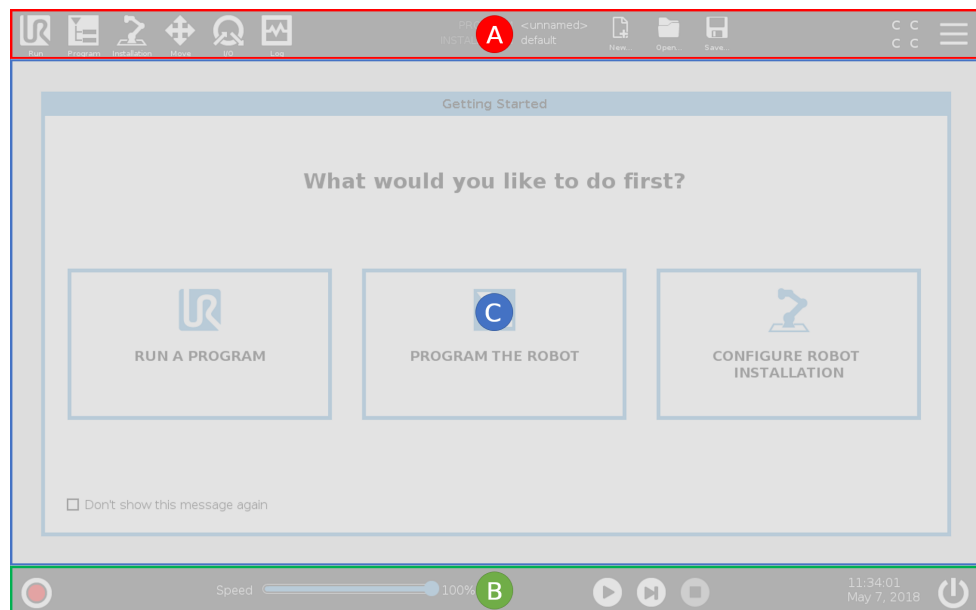 Run Program Installation Move I/O Log
A
<unnamed>
default
New... Open... Save...
C C
C C
Getting Started
What would you like to do first?
C
RUN A PROGRAM
PROGRAM THE ROBOT
CONFIGURE ROBOT
INSTALLATION
Don't show this message again
Speed 100% B
11:34:01
May 7, 2018